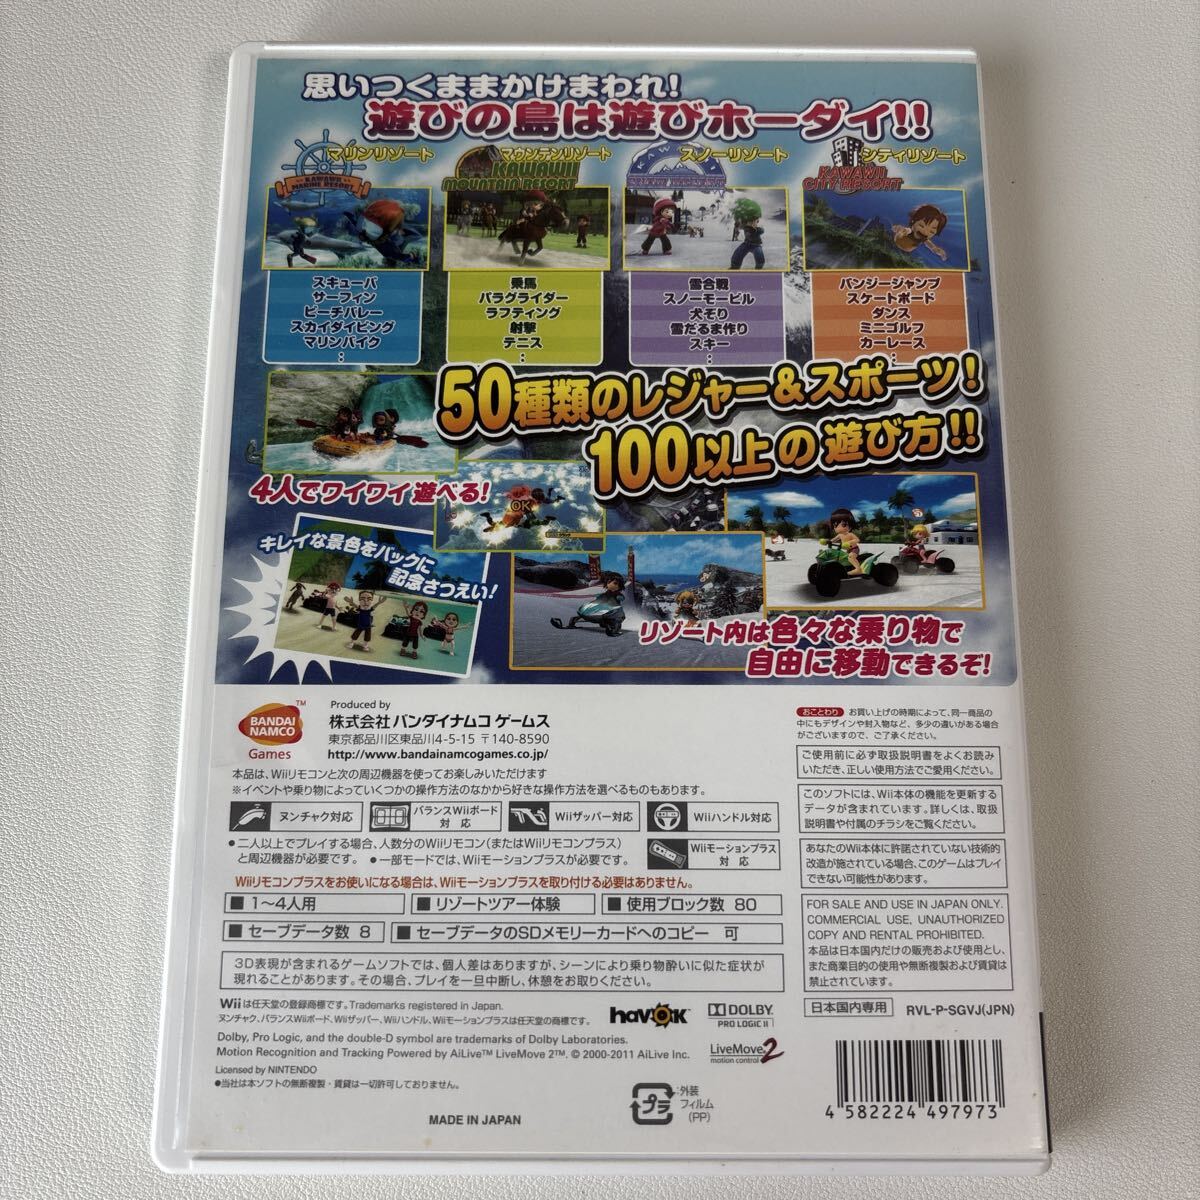 思いつくままかけまわれ!
遊びの島は遊びホーダイ!!
マリンリゾート
KAWAWII
MARINE RESORT
マウンテンリゾート
KAWAWII
MOUNTAIN RESORT
スノーリゾート
KAWAWII
シティリゾート
KAWAWII
CITY RESORT
スキューバ
サーフィン
ビーチバレー
スカイダイビング
マリンバイク
:
乗馬
パラグライダー
ラフティング
射撃
テニス
:
雪合戦
スノーモービル
犬ぞり
雪だるま作り
スキー
:
バンジージャンプ
スケートボード
ダンス
ミニゴルフ
カーレース
:
50種類のレジャー&スポーツ!
100以上の遊び方!!
4人でワイワイ遊べる!
OK
キレイな景色をバックに
記念さつえい!
リゾート内は色々な乗り物で
自由に移動できるぞ!
BANDAI
NAMCO
Games
TM
Produced by
株式会社 バンダイナムコ ゲームス
東京都品川区東品川4-5-15 〒140-8590
http://www.bandainamcogames.co.jp/
本品は、Wiiリモコンと次の周辺機器を使ってお楽しみいただけます
※イベントや乗り物によっていくつかの操作方法のなかから好きな操作方法を選べるものもあります。
ヌンチャク対応
バランスWiiボード
対 応
Wiiザッパー対応
Wiiハンドル対応
●二人以上でプレイする場合、人数分のWiiリモコン(またはWiiリモコンプラス)
と周辺機器が必要です。 ●一部モードでは、Wiiモーションプラスが必要です。
Wiiモーションプラス
対 応
Wiiリモコンプラスをお使いになる場合は、Wiiモーションプラスを取り付ける必要はありません。
■ 1〜4人用
■ リゾートツアー体験
■ 使用ブロック数 80
■ セーブデータ数 8
■ セーブデータのSDメモリーカードへのコピー 可
3D表現が含まれるゲームソフトでは、個人差はありますが、シーンにより乗り物酔いに似た症状が
現れることがあります。その場合、プレイを一旦中断し、休憩をお取りください。
Wiiは任天堂の登録商標です。Trademarks registered in Japan.
ヌンチャク、バランスWiiボード、Wiiザッパー、Wiiハンドル、Wiiモーションプラスは任天堂の商標です。
havok
DOLBY
PRO LOGIC II
Dolby, Pro Logic, and the double-D symbol are trademarks of Dolby Laboratories.
Motion Recognition and Tracking Powered by AiLive™ LiveMove 2™. © 2000-2011 AiLive Inc.
LiveMove 2
motion control
Licensed by NINTENDO
●当社は本ソフトの無断複製・賃貸は一切許可しておりません。
MADE IN JAPAN
プラ
:外装
フィルム
(PP)
おことわり お買い上げの時期によって、同一商品の
中にもデザインや封入物など、多少の違いがある場合
がございますので、ご了承ください。
ご使用前に必ず取扱説明書をよくお読み
いただき、正しい使用方法でご愛用ください。
このソフトには、Wii本体の機能を更新する
データが含まれています。詳しくは、取扱
説明書や付属のチラシをご覧ください。
あなたのWii本体に許諾されていない技術的
改造が施されている場合、このゲームはプレイ
できない可能性があります。
FOR SALE AND USE IN JAPAN ONLY.
COMMERCIAL USE, UNAUTHORIZED
COPY AND RENTAL PROHIBITED.
本品は日本国内だけの販売および使用とし、
また商業目的の使用や無断複製および賃貸は
禁止されています。
日本国内専用
RVL-P-SGVJ(JPN)
4 582224 497973